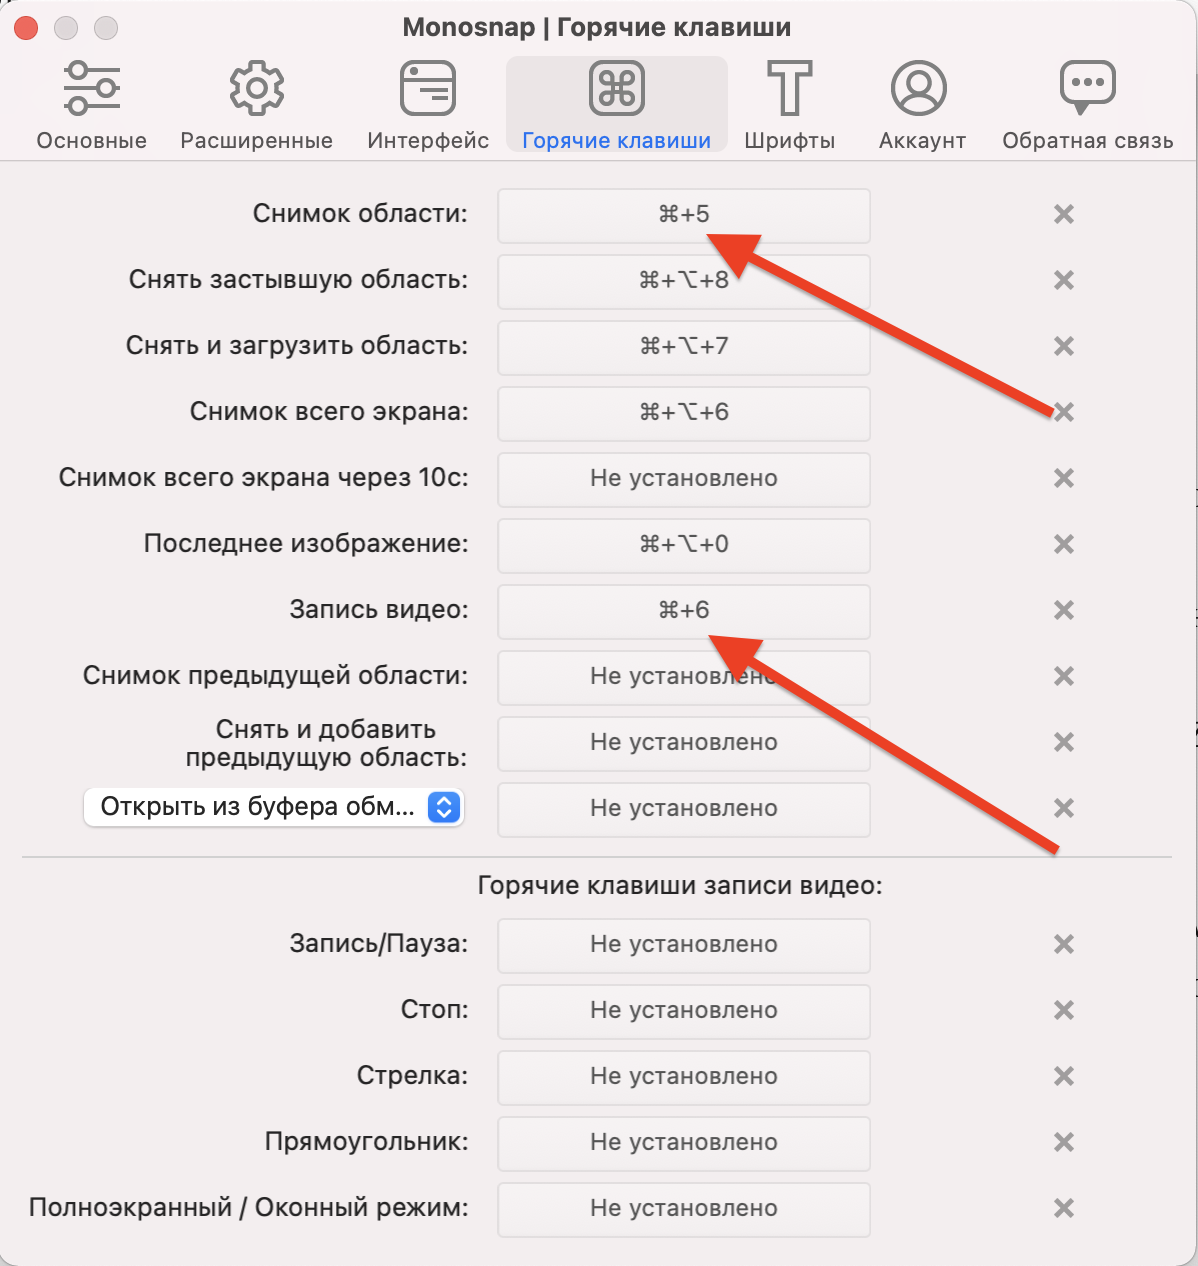 Monosnap | Горячие клавиши
Основные Расширенные Интерфейс Горячие клавиши Шрифты Аккаунт Обратная связь
Снимок области: ⌘+5
Снять застывшую область: ⌘+⌥+8
Снять и загрузить область: ⌘+⌥+7
Снимок всего экрана: ⌘+⌥+6
Снимок всего экрана через 10с: Не установлено
Последнее изображение: ⌘+⌥+0
Запись видео: ⌘+6
Снимок предыдущей области: Не установлено
Снять и добавить
предыдущую область: Не установлено
Открыть из буфера обм... Не установлено
Горячие клавиши записи видео:
Запись/Пауза: Не установлено
Стоп: Не установлено
Стрелка: Не установлено
Прямоугольник: Не установлено
Полноэкранный / Оконный режим: Не установлено